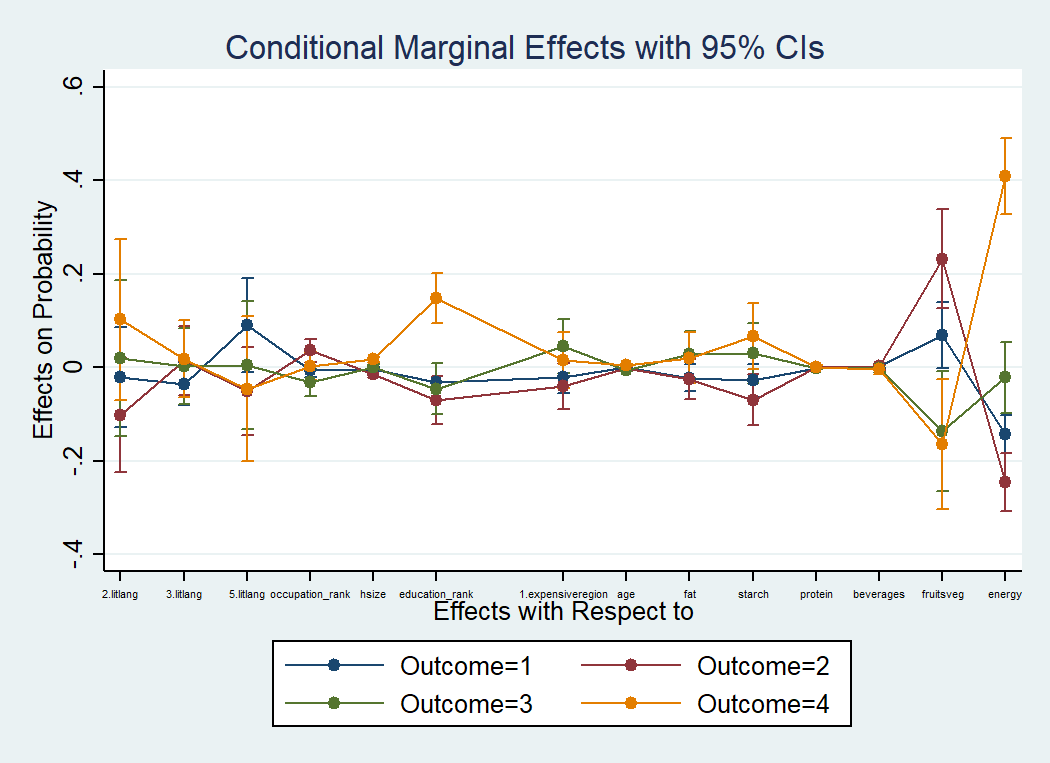 Conditional Marginal Effects with 95% CIs
Effects on Probability
.6
.4
.2
0
-.2
-.4
2.litlang 3.litlang 5.litlang occupation_rank hsize education_rank 1.expensiveregion age fat starch protein beverages fruitsveg energy
Effects with Respect to
Outcome=1 Outcome=2
Outcome=3 Outcome=4